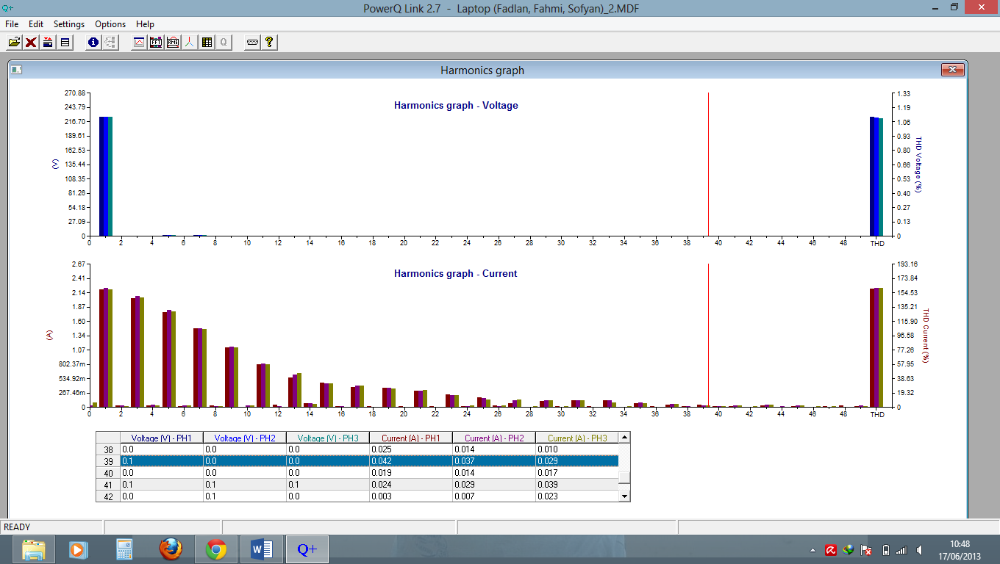 PowerQ Link 2.7 - Laptop (Fadlan, Fahmi, Sofyan)_2.MDF
File Edit Settings Options Help
FFT RMS Q
Harmonics graph
Harmonics graph - Voltage
270.88
243.79
216.70
189.61
162.53
135.44
108.35
81.26
54.18
27.09
0
(V)
1.33
1.19
1.06
0.93
0.80
0.66
0.53
0.40
0.27
0.13
0
THD Voltage (%)
0 2 4 6 8 10 12 14 16 18 20 22 24 26 28 30 32 34 36 38 40 42 44 46 48 THD
Harmonics graph - Current
2.67
2.41
2.14
1.87
1.60
1.34
1.07
802.37m
534.92m
267.46m
0
(A)
193.16
173.84
154.53
135.21
115.90
96.58
77.26
57.95
38.63
19.32
0
THD Current (%)
0 2 4 6 8 10 12 14 16 18 20 22 24 26 28 30 32 34 36 38 40 42 44 46 48 THD
Voltage (V) - PH1 Voltage (V) - PH2 Voltage (V) - PH3 Current (A) - PH1 Current (A) - PH2 Current (A) - PH3
38 0.0 0.0 0.0 0.025 0.014 0.010
39 0.1 0.0 0.0 0.042 0.037 0.029
40 0.0 0.0 0.0 0.019 0.014 0.017
41 0.1 0.1 0.1 0.024 0.029 0.039
42 0.0 0.1 0.0 0.003 0.007 0.023
READY
Q+
10:48
17/06/2013